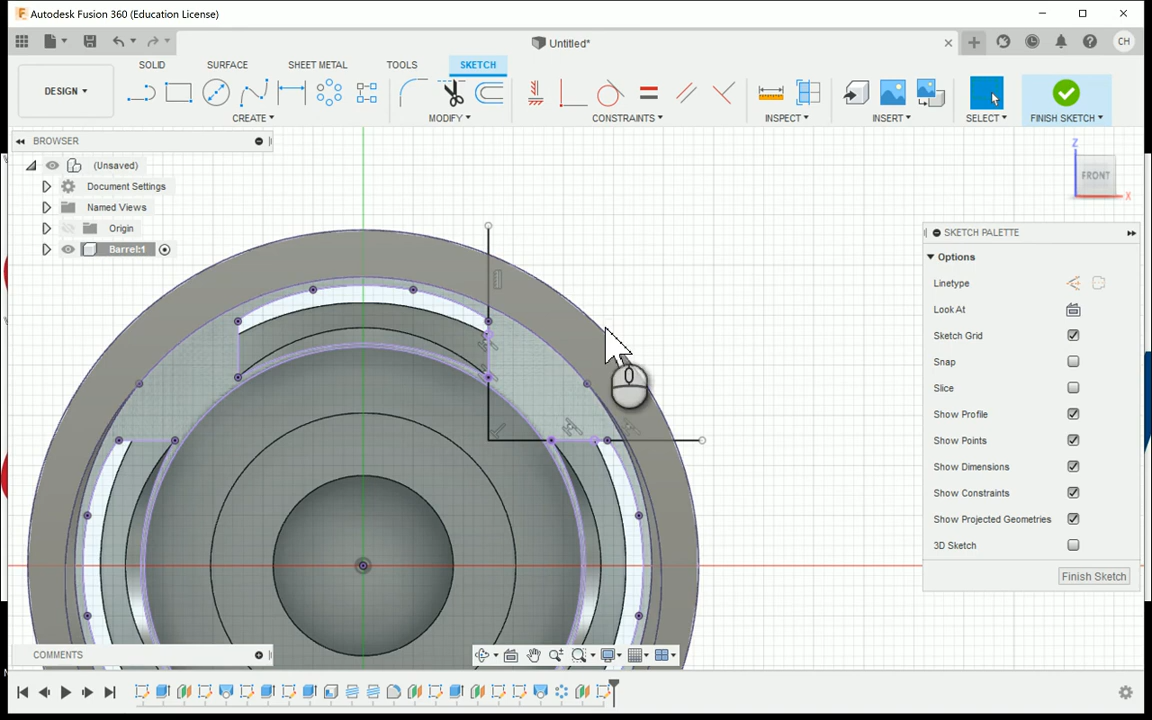 Autodesk Fusion 360 (Education License)
Untitled*
CH
SOLID SURFACE SHEET METAL TOOLS SKETCH
DESIGN
CREATE MODIFY CONSTRAINTS INSPECT INSERT SELECT FINISH SKETCH
BROWSER
(Unsaved)
Document Settings
Named Views
Origin
Barrel:1
Z
FRONT
X
SKETCH PALETTE
Options
Linetype
Look At
Sketch Grid
Snap
Slice
Show Profile
Show Points
Show Dimensions
Show Constraints
Show Projected Geometries
3D Sketch
Finish Sketch
0
COMMENTS